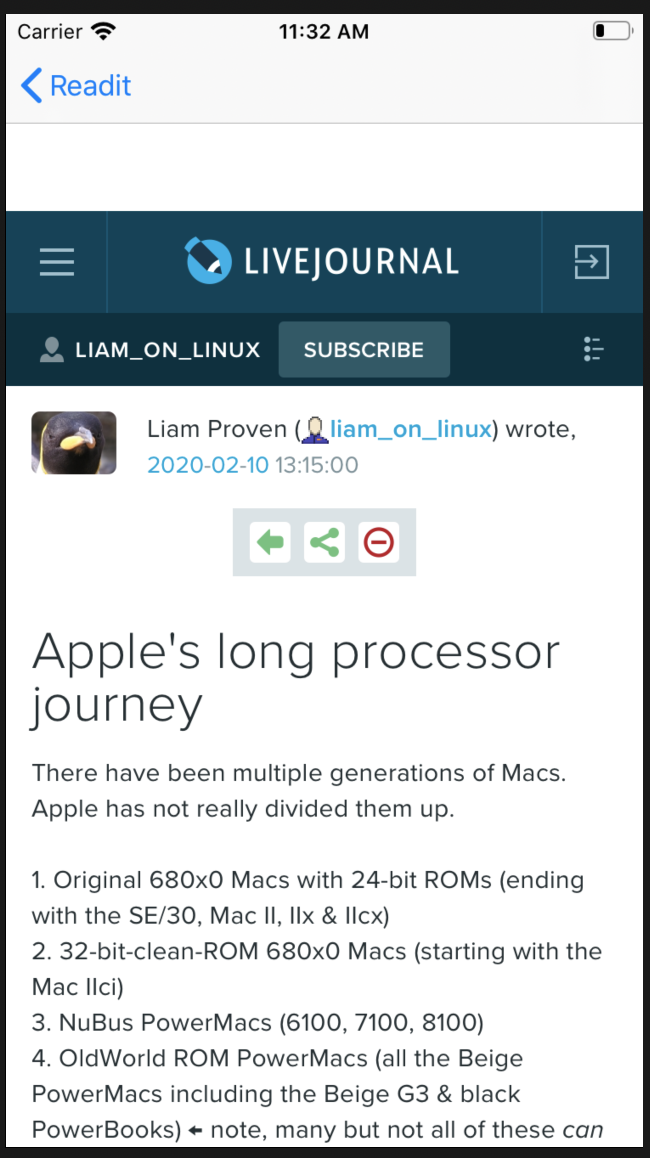 Carrier 11:32 AM
Readit
LIVEJOURNAL
LIAM_ON_LINUX SUBSCRIBE
Liam Proven (liam_on_linux) wrote,
2020-02-10 13:15:00
Apple's long processor
journey
There have been multiple generations of Macs.
Apple has not really divided them up.
1. Original 680x0 Macs with 24-bit ROMs (ending
with the SE/30, Mac II, IIx & IIcx)
2. 32-bit-clean-ROM 680x0 Macs (starting with the
Mac IIci)
3. NuBus PowerMacs (6100, 7100, 8100)
4. OldWorld ROM PowerMacs (all the Beige
PowerMacs including the Beige G3 & black
PowerBooks) ← note, many but not all of these can